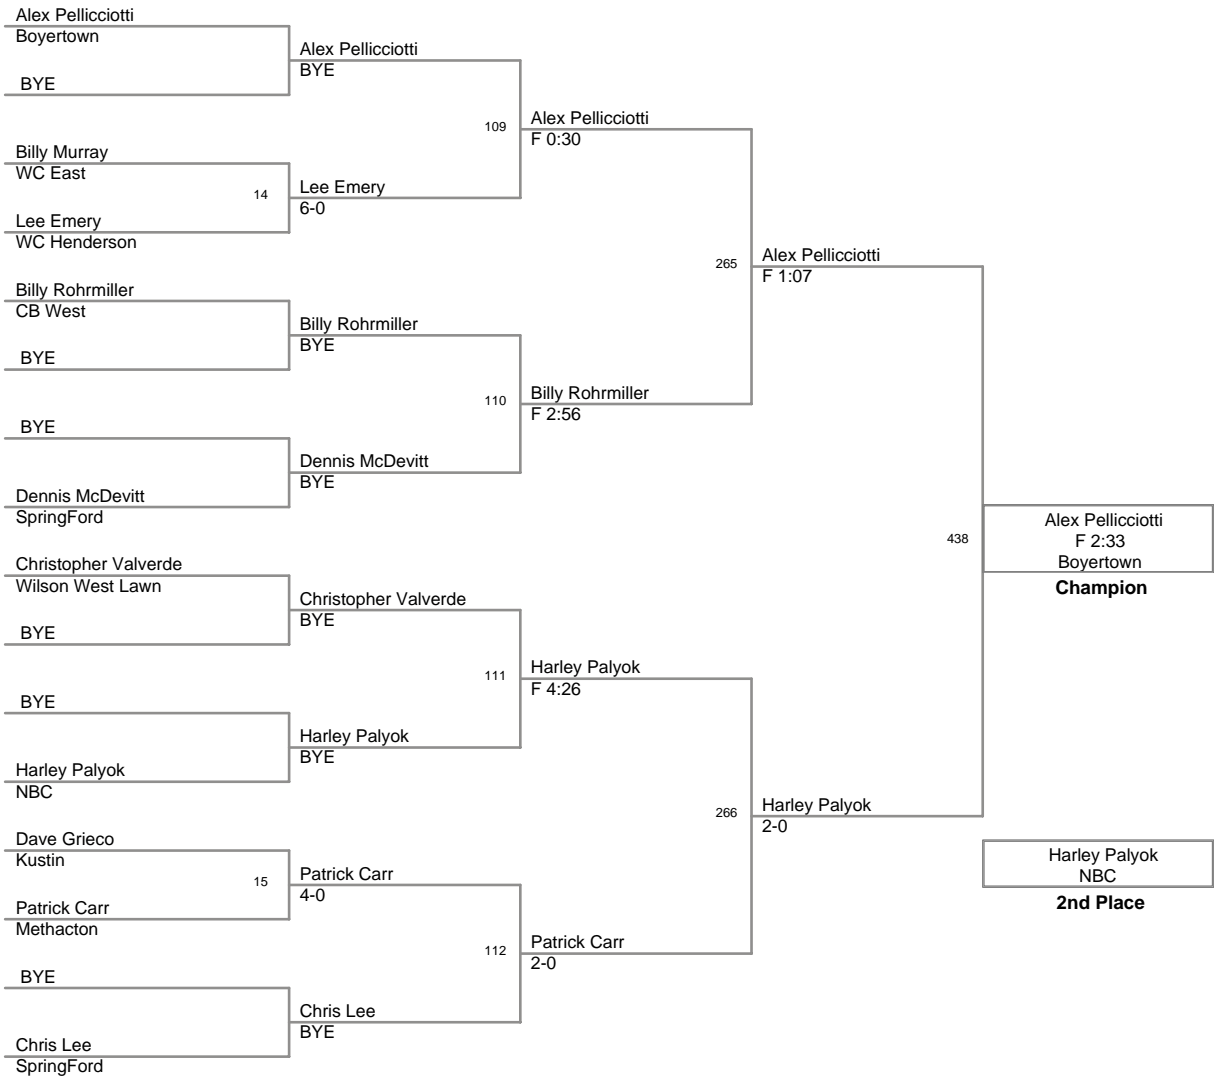 Alex Pellicciotti
Boyertown
BYE
Billy Murray
WC East
14
Lee Emery
WC Henderson
Billy Rohrmiller
CB West
BYE
BYE
Dennis McDevitt
SpringFord
Christopher Valverde
Wilson West Lawn
BYE
BYE
Harley Palyok
NBC
Dave Grieco
Kustin
15
Patrick Carr
Methacton
BYE
Chris Lee
SpringFord
Alex Pellicciotti
BYE
109
Lee Emery
6-0
Billy Rohrmiller
BYE
110
Dennis McDevitt
BYE
Christopher Valverde
BYE
111
Harley Palyok
BYE
Patrick Carr
4-0
112
Chris Lee
BYE
Alex Pellicciotti
F 0:30
265
Billy Rohrmiller
F 2:56
Harley Palyok
F 4:26
266
Patrick Carr
2-0
Alex Pellicciotti
F 1:07
438
Harley Palyok
2-0
Alex Pellicciotti
F 2:33
Boyertown
Champion
Harley Palyok
NBC
2nd Place